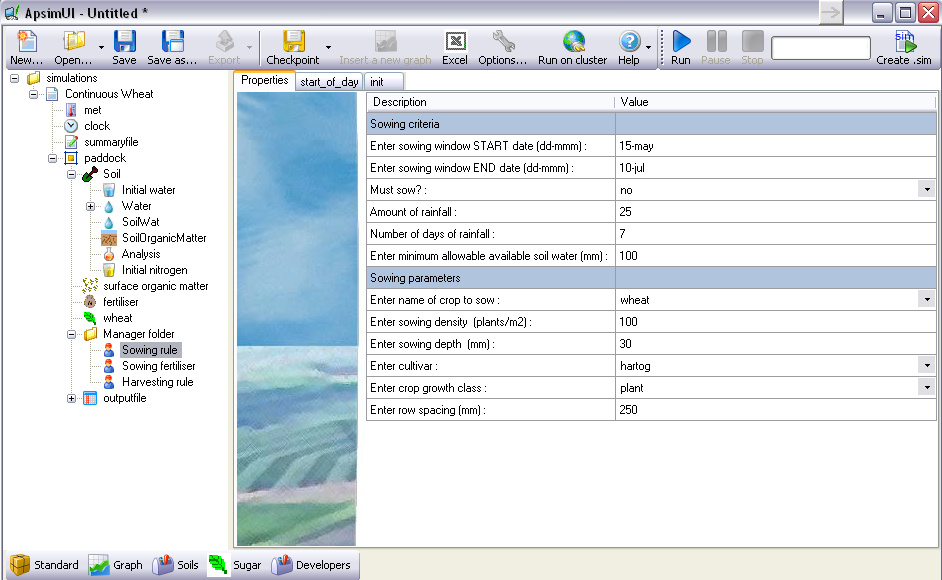 ApsimUI - Untitled *
New... Open... Save Save as... Export Checkpoint Insert a new graph Excel Options... Run on cluster Help Run Pause Stop Create .sim
sim
simulations
Continuous Wheat
met
clock
summaryfile
paddock
Soil
Initial water
Water
SoilWat
SoilOrganicMatter
Analysis
Initial nitrogen
surface organic matter
fertiliser
wheat
Manager folder
Sowing rule
Sowing fertiliser
Harvesting rule
outputfile
Properties start_of_day init
Description Value
Sowing criteria
Enter sowing window START date (dd-mmm) : 15-may
Enter sowing window END date (dd-mmm) : 10-jul
Must sow? : no
Amount of rainfall : 25
Number of days of rainfall : 7
Enter minimum allowable available soil water (mm) : 100
Sowing parameters
Enter name of crop to sow : wheat
Enter sowing density (plants/m2) : 100
Enter sowing depth (mm) : 30
Enter cultivar : hartog
Enter crop growth class : plant
Enter row spacing (mm) : 250
Standard Graph Soils Sugar Developers